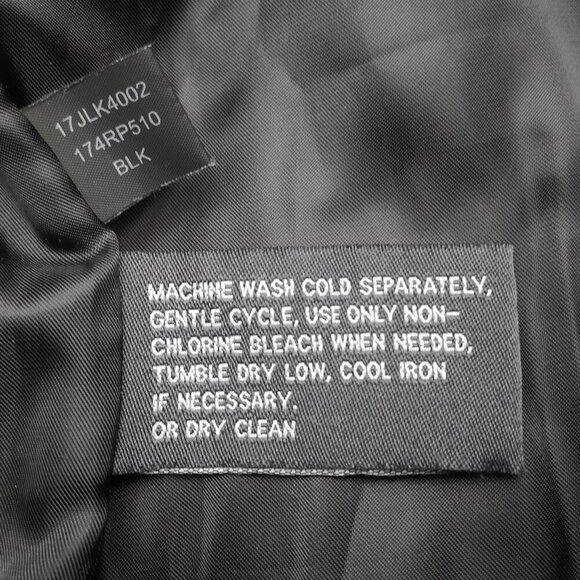 17JLK4002
174RP510
BLK
MACHINE WASH COLD SEPARATELY,
GENTLE CYCLE, USE ONLY NON-
CHLORINE BLEACH WHEN NEEDED,
TUMBLE DRY LOW, COOL IRON
IF NECESSARY.
OR DRY CLEAN